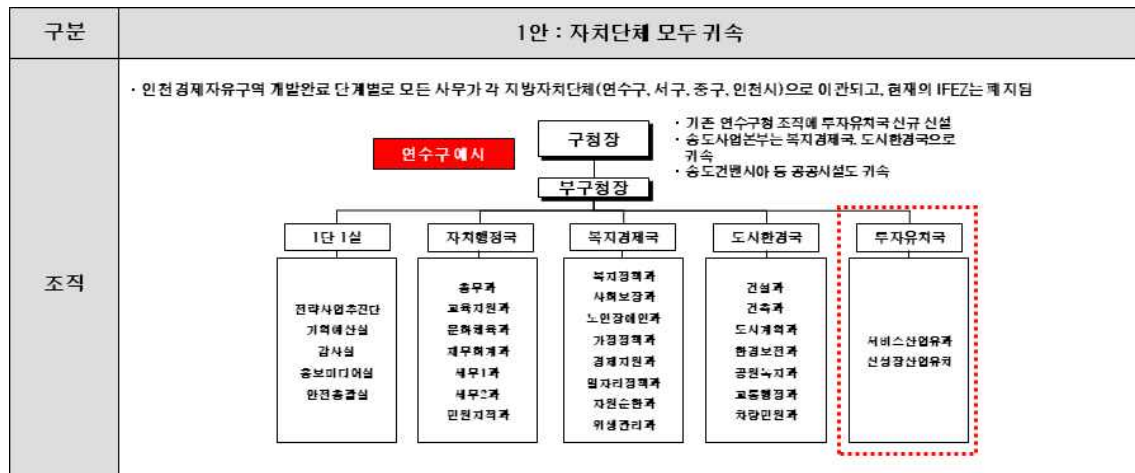 구분
1안 : 자치단체 모두 귀속
조직
· 인천경제자유구역 개발완료 단계별로 모든 사무가 각 지방자치단체(연수구, 서구, 중구, 인천시)으로 이관되고, 현재의 IFEZ는 폐지됨
연수구 예시
구청장
부구청장
· 기존 연수구청 조직에 투자유치국 신규 신설
· 송도사업본부는 복지경제국, 도시환경국으로
귀속
· 송도컨벤시아 등 공공시설도 귀속
1단 1실
전략사업추진단
기획예산실
감사실
홍보미디어실
안전총괄실
자치행정국
총무과
교육지원과
문화체육과
재무회계과
세무1과
세무2과
민원지적과
복지경제국
복지정책과
사회보장과
노인장애인과
가정정책과
경제지원과
일자리정책과
자원순환과
위생관리과
도시환경국
건설과
건축과
도시계획과
환경보전과
공원녹지과
교통행정과
차량민원과
투자유치국
서비스산업유과
신성장산업유치